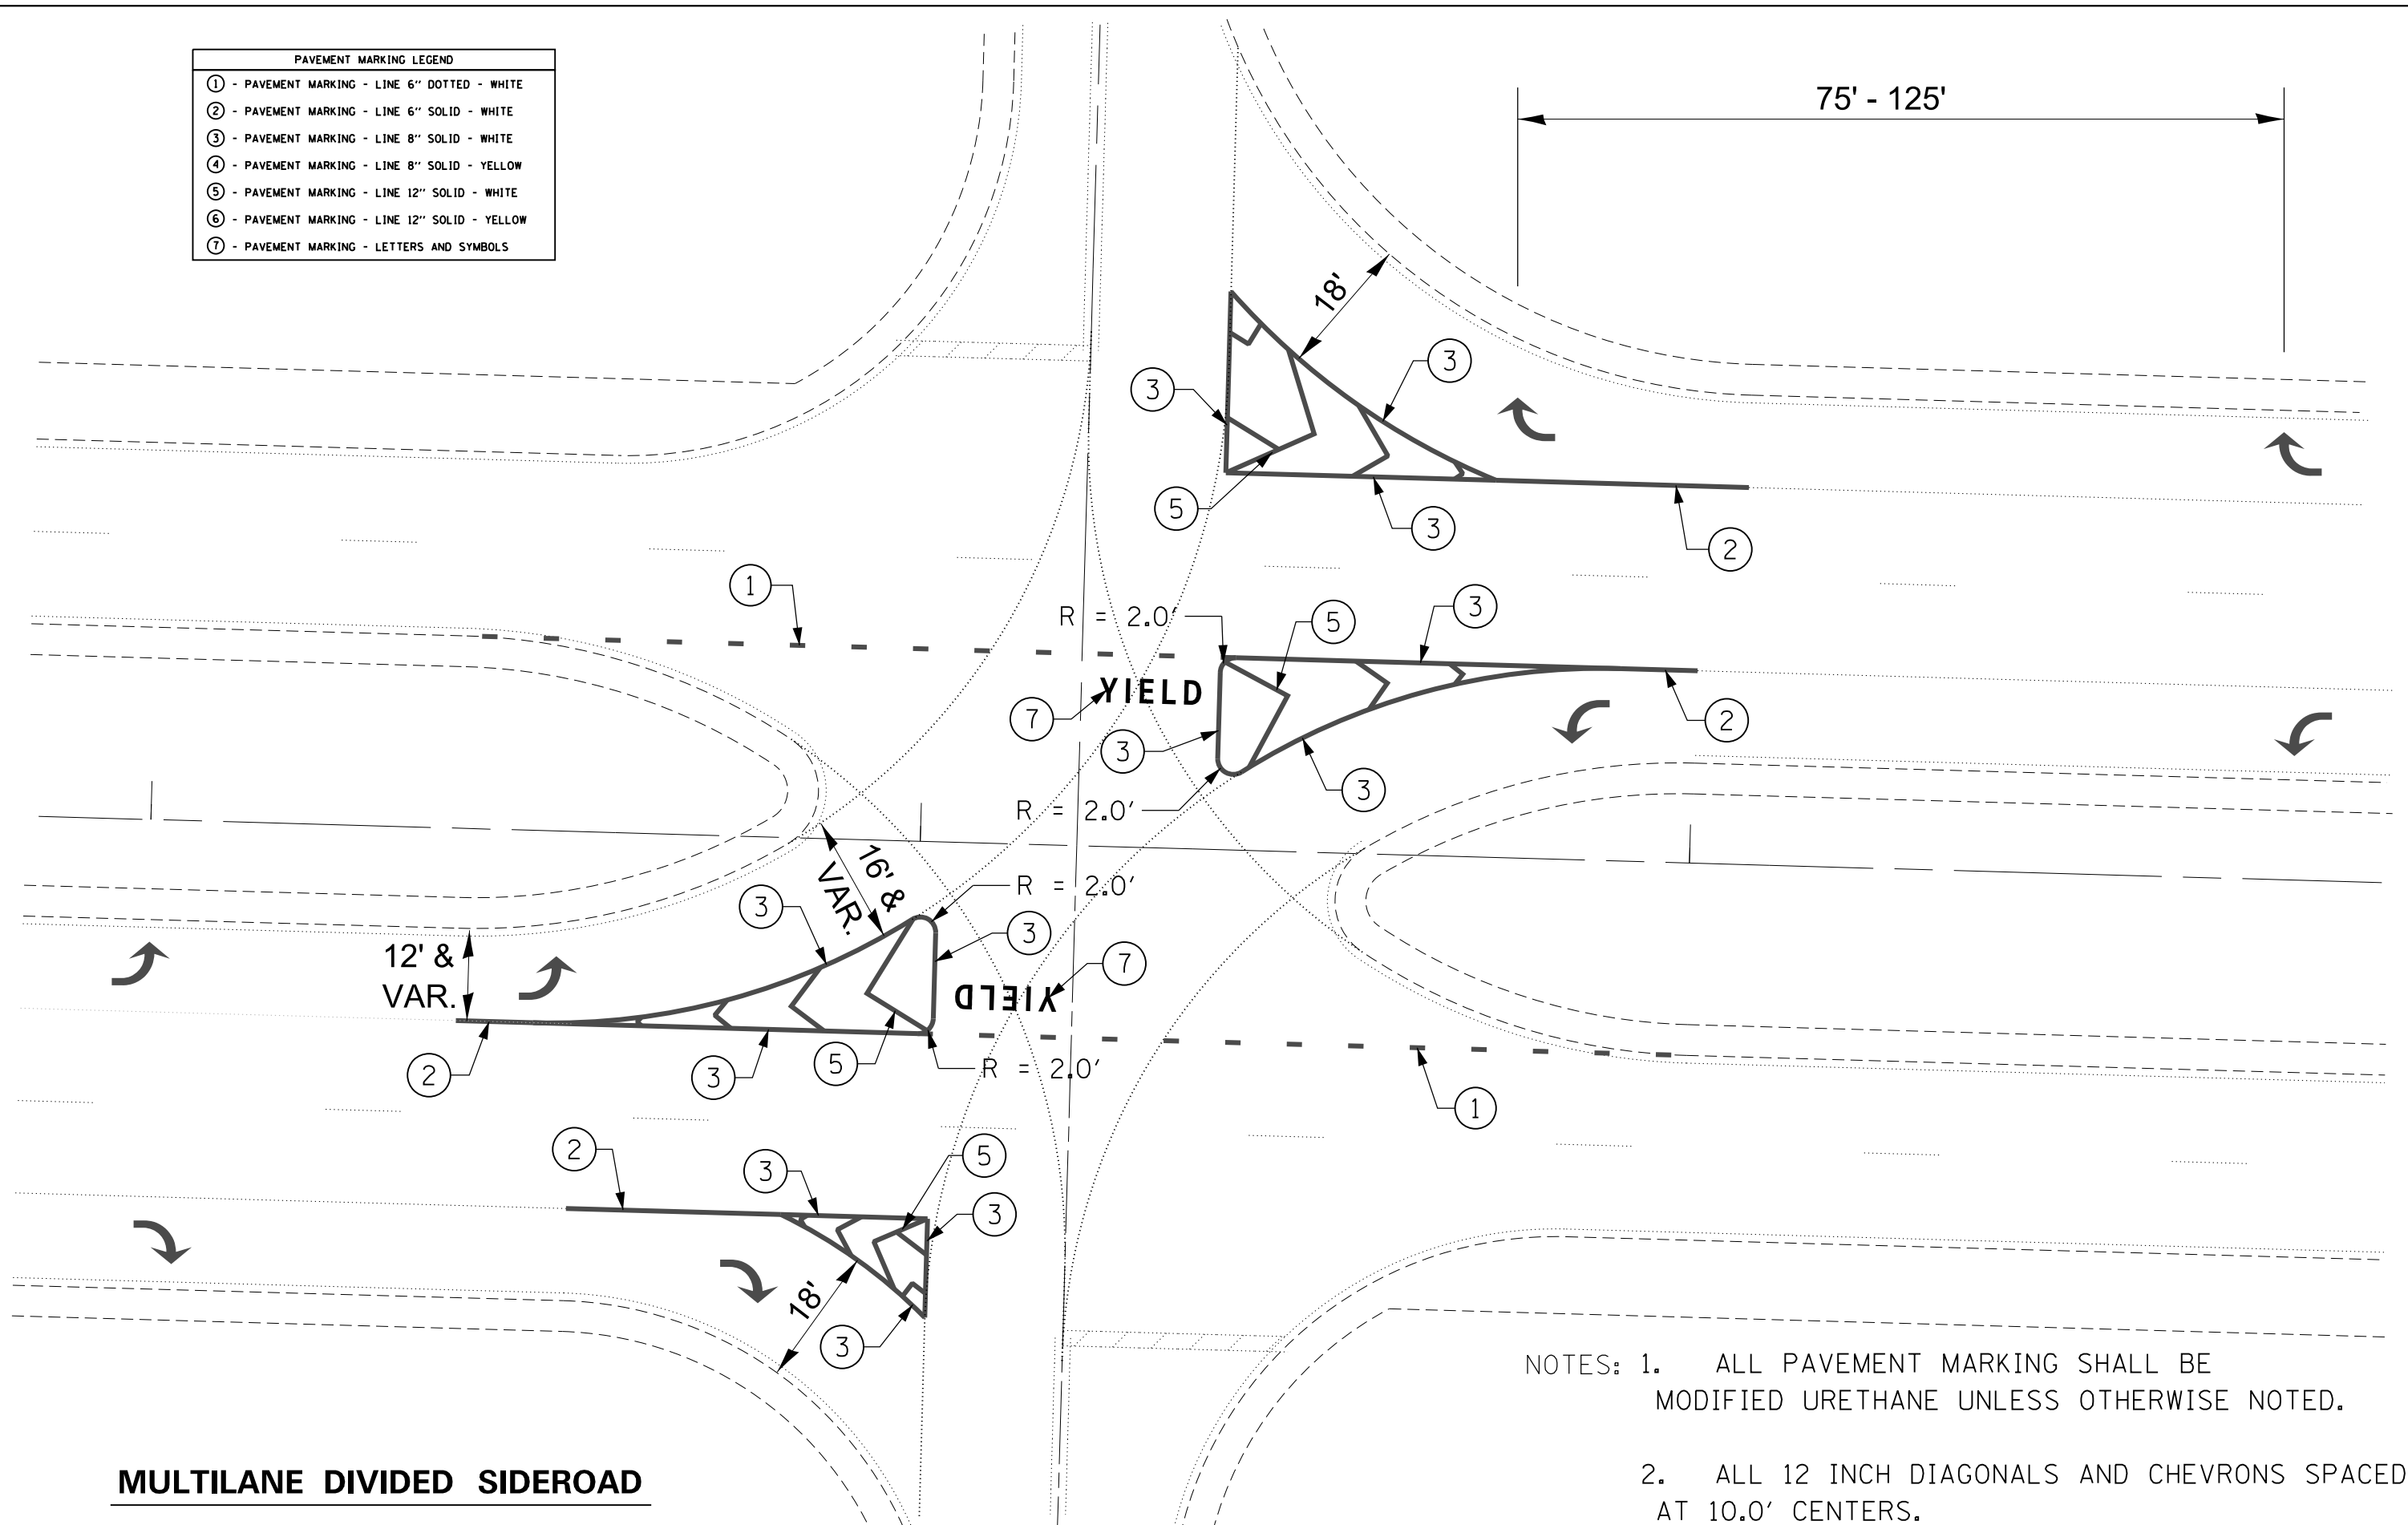 PAVEMENT MARKING LEGEND
1 - PAVEMENT MARKING - LINE 6'' DOTTED - WHITE
2 - PAVEMENT MARKING - LINE 6'' SOLID - WHITE
3 - PAVEMENT MARKING - LINE 8'' SOLID - WHITE
4 - PAVEMENT MARKING - LINE 8'' SOLID - YELLOW
5 - PAVEMENT MARKING - LINE 12'' SOLID - WHITE
6 - PAVEMENT MARKING - LINE 12'' SOLID - YELLOW
7 - PAVEMENT MARKING - LETTERS AND SYMBOLS
75' - 125'
18'
3
3
5
3
2
1
R = 2.0'
5
3
YIELD
7
3
2
3
R = 2.0'
16' &
VAR.
R = 2.0'
3
3
12' &
VAR.
7
YIELD
2
3
5
R = 2.0'
1
2
3
5
3
18'
3
NOTES: 1. ALL PAVEMENT MARKING SHALL BE
MODIFIED URETHANE UNLESS OTHERWISE NOTED.
2. ALL 12 INCH DIAGONALS AND CHEVRONS SPACED
AT 10.0' CENTERS.
MULTILANE DIVIDED SIDEROAD